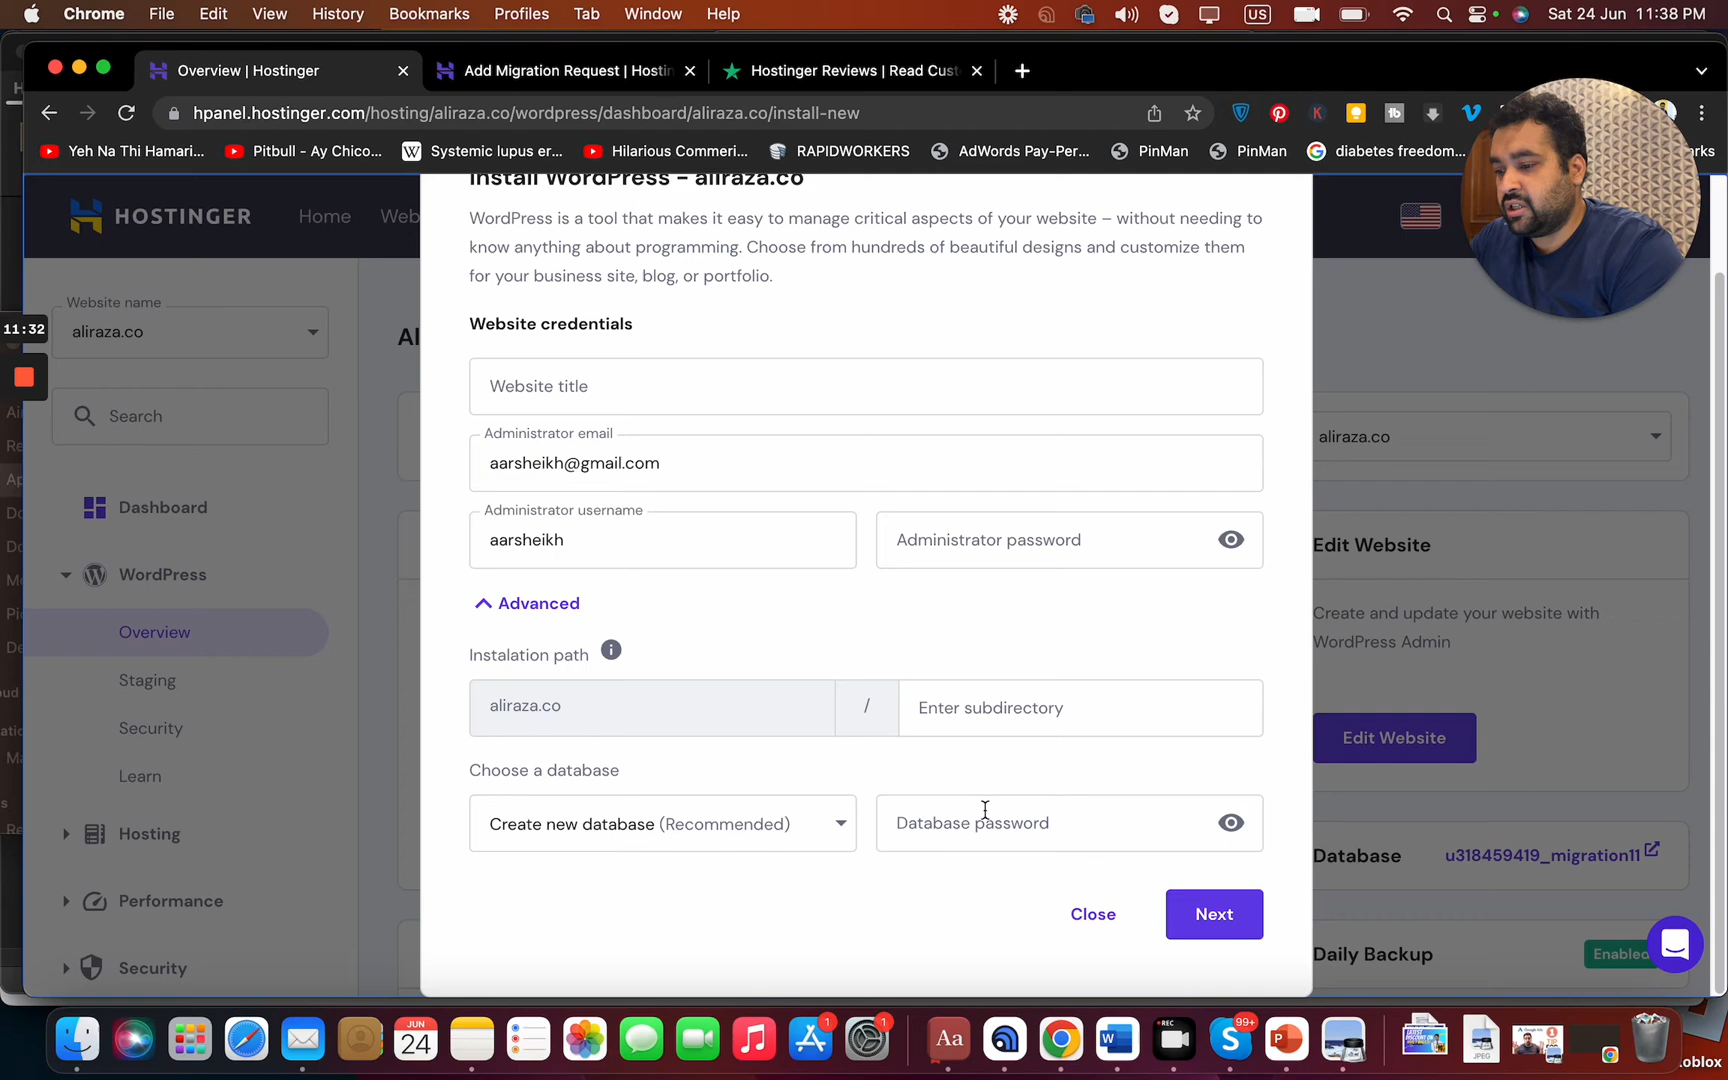 Chrome File Edit View History Bookmarks Profiles Tab Window Help US Sat 24 Jun 11:38 PM
Overview | Hostinger Add Migration Request | Hostin Hostinger Reviews | Read Cust
hpanel.hostinger.com/hosting/aliraza.co/wordpress/dashboard/aliraza.co/install-new
Yeh Na Thi Hamari... Pitbull - Ay Chico... Systemic lupus er... Hilarious Commeri... RAPIDWORKERS AdWords Pay-Per... PinMan PinMan diabetes freedom...
Install WordPress - aliraza.co
HOSTINGER Home Web
WordPress is a tool that makes it easy to manage critical aspects of your website – without needing to
know anything about programming. Choose from hundreds of beautiful designs and customize them
for your business site, blog, or portfolio.
Website name
aliraza.co
11:32
Website credentials
Website title
Search
Administrator email
aarsheikh@gmail.com
Administrator username
aarsheikh
Administrator password
Advanced
Instalation path
aliraza.co / Enter subdirectory
Choose a database
Create new database (Recommended) Database password
Close Next
Dashboard
WordPress
Overview
Staging
Security
Learn
Hosting
Performance
Security
aliraza.co
Edit Website
Create and update your website with
WordPress Admin
Edit Website
Database u318459419_migration11
Daily Backup Enabled
JUN
24
1 1 REC 99+
JPEG
oblox